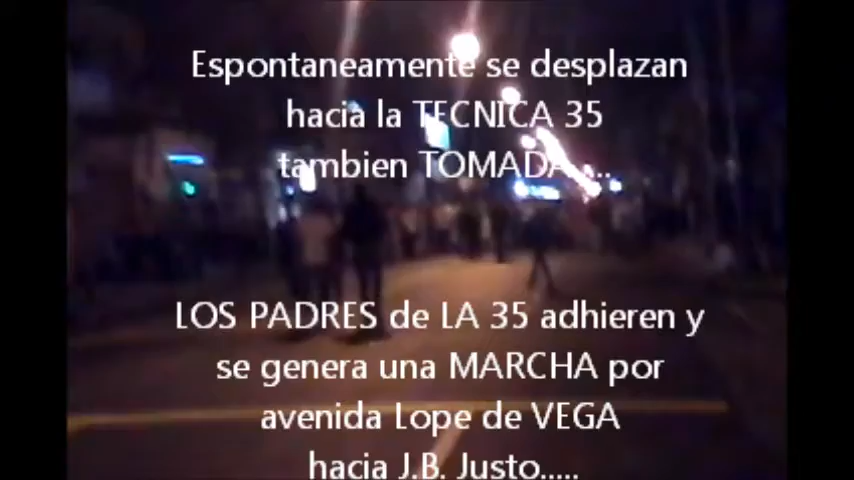 Espontaneamente se desplazan
hacia la TECNICA 35
tambien TOMADA....
LOS PADRES de LA 35 adhieren y
se genera una MARCHA por
avenida Lope de VEGA
hacia J.B. Justo.....